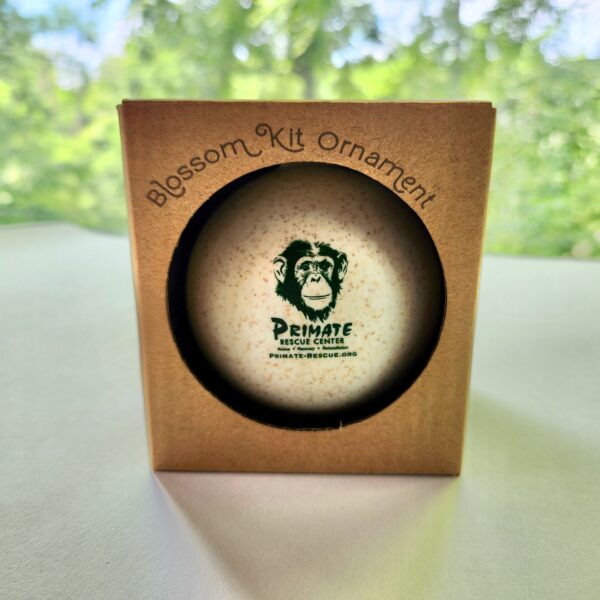 Blossom Kit Ornament
PRIMATE
RESCUE CENTER
PRIMATE-RESCUE.ORG